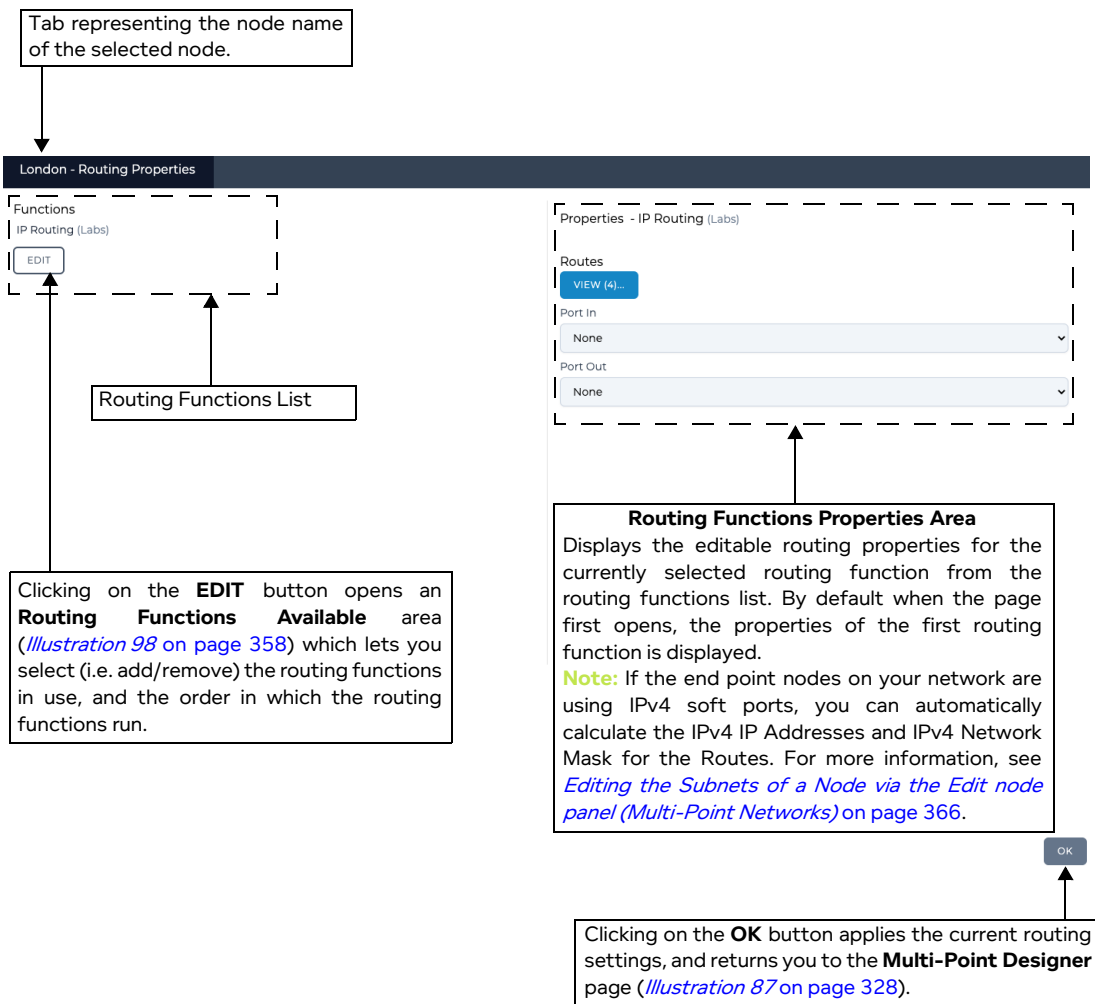 Tab representing the node name
of the selected node.
London - Routing Properties
Functions
IP Routing (Labs)
EDIT
Properties - IP Routing (Labs)
Routes
VIEW (4)...
Port In
None
Port Out
None
Routing Functions List
Routing Functions Properties Area
Displays the editable routing properties for the
currently selected routing function from the
routing functions list. By default when the page
first opens, the properties of the first routing
function is displayed.
Note: If the end point nodes on your network are
using IPv4 soft ports, you can automatically
calculate the IPv4 IP Addresses and IPv4 Network
Mask for the Routes. For more information, see
Editing the Subnets of a Node via the Edit node
panel (Multi-Point Networks) on page 366.
Clicking on the EDIT button opens an
Routing Functions Available area
(Illustration 98 on page 358) which lets you
select (i.e. add/remove) the routing functions
in use, and the order in which the routing
functions run.
OK
Clicking on the OK button applies the current routing
settings, and returns you to the Multi-Point Designer
page (Illustration 87 on page 328).